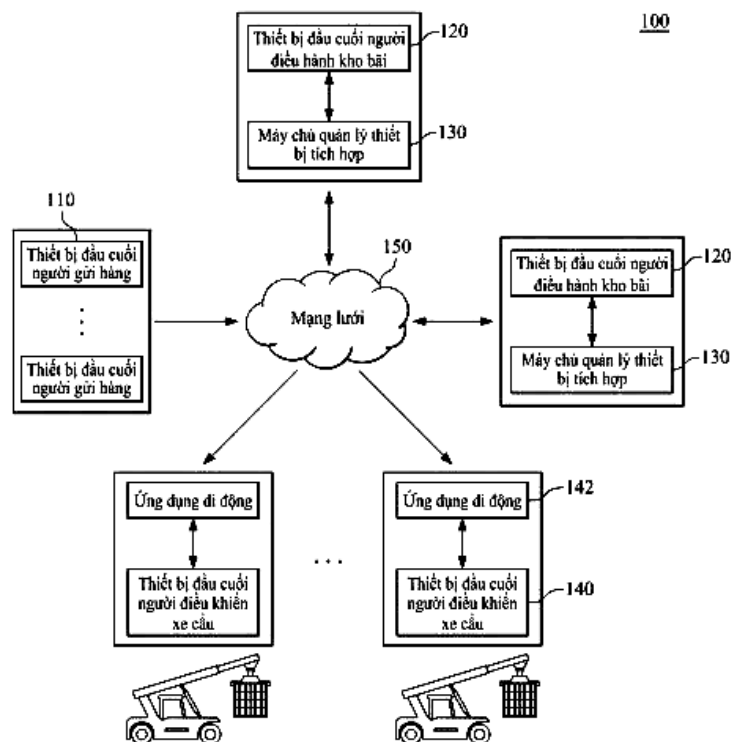 100
Thiết bị đầu cuối người
điều hành kho bãi
120
Máy chủ quản lý thiết
bị tích hợp
130
110
Thiết bị đầu cuối
người gửi hàng
Thiết bị đầu cuối
người gửi hàng
150
Mạng lưới
Thiết bị đầu cuối người
điều hành kho bãi
120
Máy chủ quản lý thiết
bị tích hợp
130
Ứng dụng di động
Thiết bị đầu cuối
người điều khiển
xe cẩu
...
Ứng dụng di động
142
Thiết bị đầu cuối
người điều khiển
xe cẩu
140